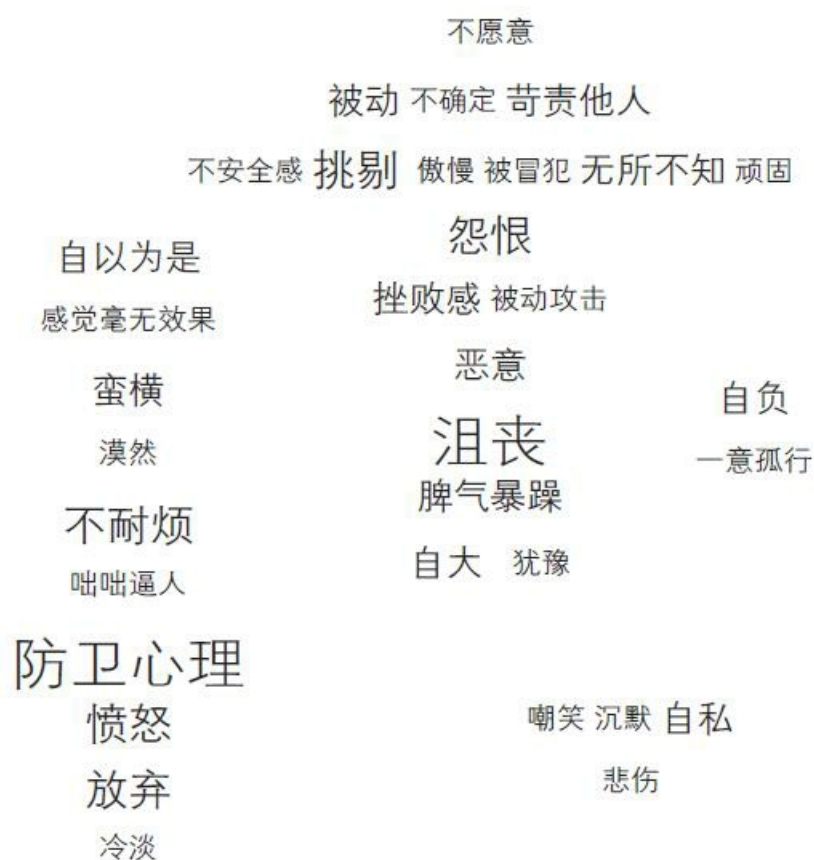 不愿意
被动 不确定 苛责他人
不安全感 挑剔 傲慢 被冒犯 无所不知 顽固
怨恨
自以为是
挫败感 被动攻击
感觉毫无效果
恶意
蛮横
自负
沮丧
漠然
一意孤行
脾气暴躁
不耐烦
自大 犹豫
咄咄逼人
防卫心理
愤怒
嘲笑 沉默 自私
放弃
悲伤
冷淡